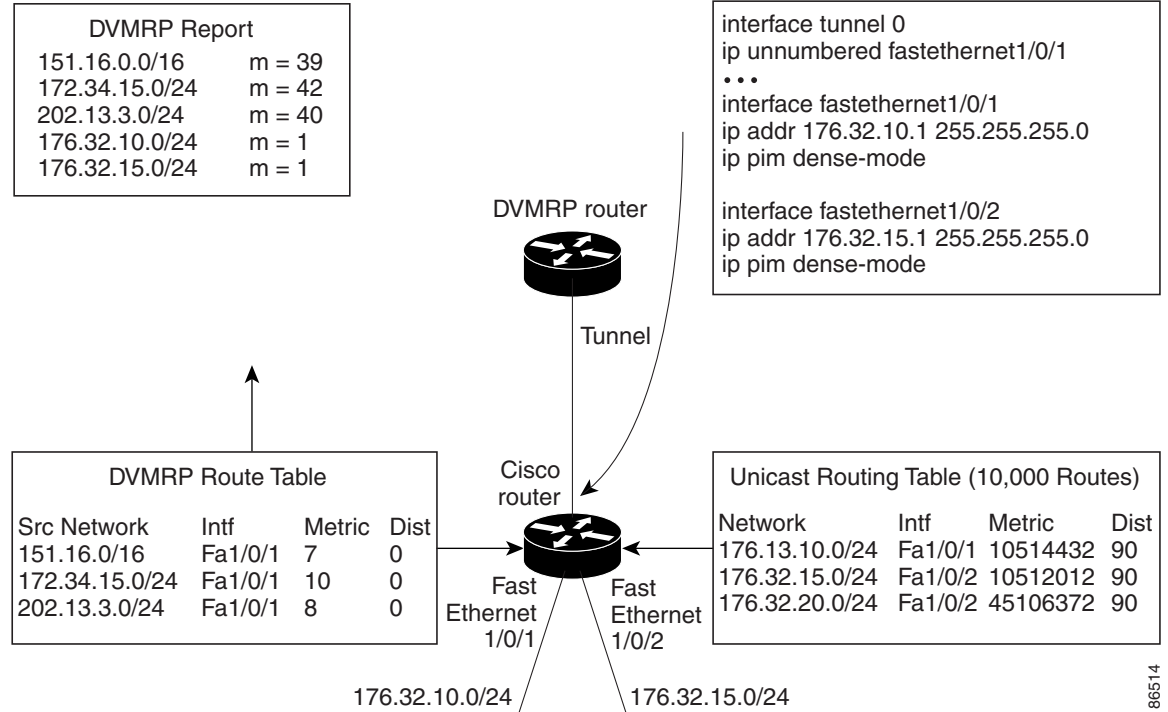 DVMRP Report
151.16.0.0/16 m = 39
172.34.15.0/24 m = 42
202.13.3.0/24 m = 40
176.32.10.0/24 m = 1
176.32.15.0/24 m = 1
interface tunnel 0
ip unnumbered fastethernet1/0/1
• • •
interface fastethernet1/0/1
ip addr 176.32.10.1 255.255.255.0
ip pim dense-mode
interface fastethernet1/0/2
ip addr 176.32.15.1 255.255.255.0
ip pim dense-mode
DVMRP router
Tunnel
DVMRP Route Table
Src Network Intf Metric Dist
151.16.0/16 Fa1/0/1 7 0
172.34.15.0/24 Fa1/0/1 10 0
202.13.3.0/24 Fa1/0/1 8 0
Cisco
router
Unicast Routing Table (10,000 Routes)
Network Intf Metric Dist
176.13.10.0/24 Fa1/0/1 10514432 90
176.32.15.0/24 Fa1/0/2 10512012 90
176.32.20.0/24 Fa1/0/2 45106372 90
Fast
Ethernet
1/0/1
Fast
Ethernet
1/0/2
176.32.10.0/24
176.32.15.0/24
86514